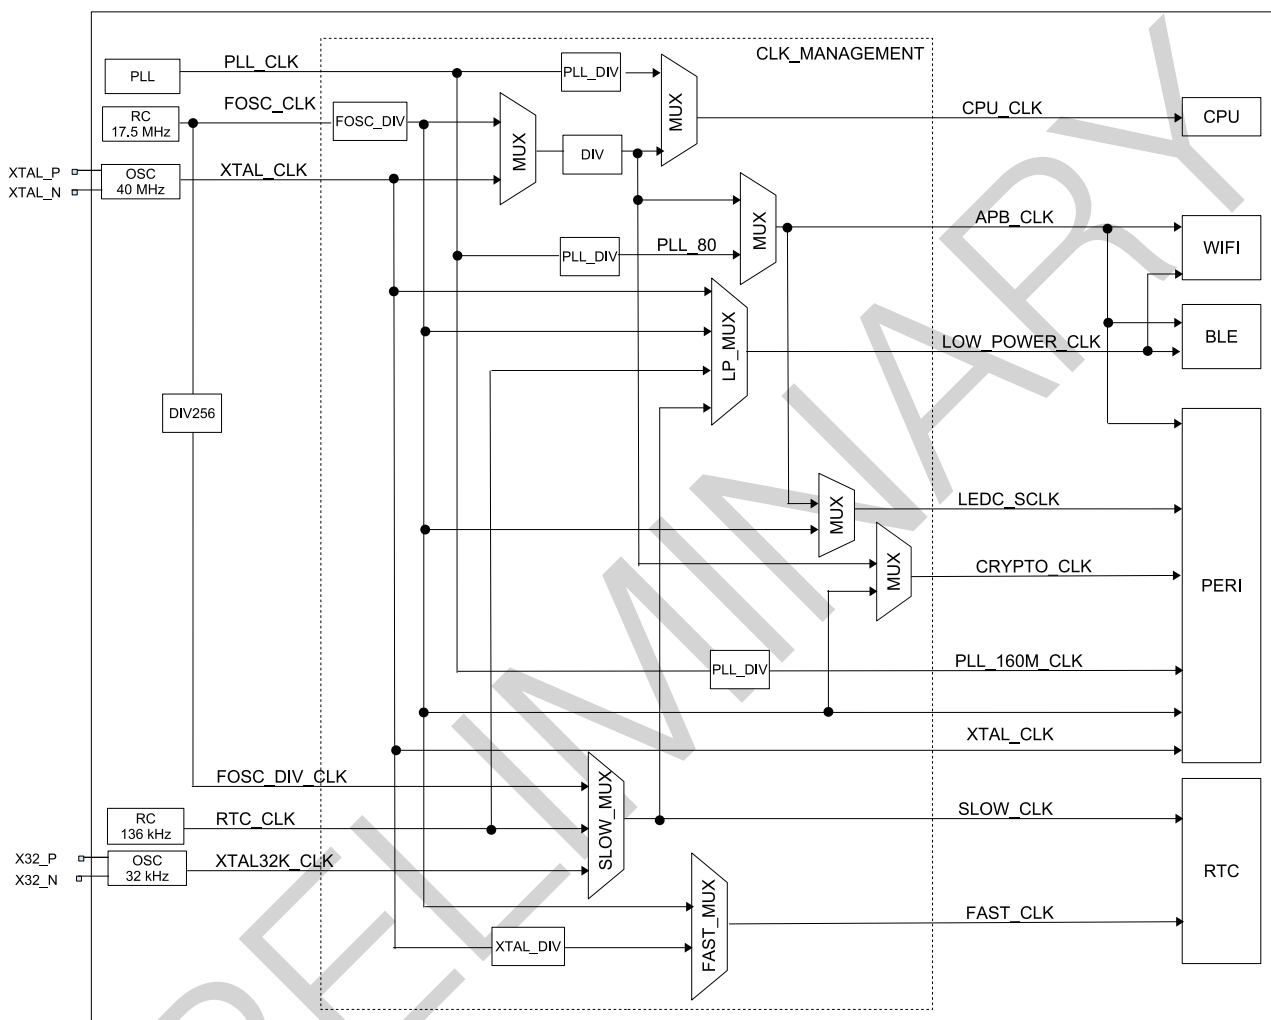 CLK_MANAGEMENT
PLL
PLL_CLK
PLL_DIV
MUX
RC
17.5 MHz
FOSC_CLK
FOSC_DIV
MUX
DIV
CPU_CLK
CPU
XTAL_P
XTAL_N
OSC
40 MHz
XTAL_CLK
PLL_DIV
PLL_80
MUX
APB_CLK
WIFI
LP_MUX
LOW_POWER_CLK
BLE
DIV256
MUX
LEDC_SCLK
MUX
CRYPTO_CLK
PERI
PLL_DIV
PLL_160M_CLK
XTAL_CLK
FOSC_DIV_CLK
RC
136 kHz
RTC_CLK
SLOW_MUX
SLOW_CLK
X32_P
X32_N
OSC
32 kHz
XTAL32K_CLK
RTC
XTAL_DIV
FAST_MUX
FAST_CLK
PRELIMINARY